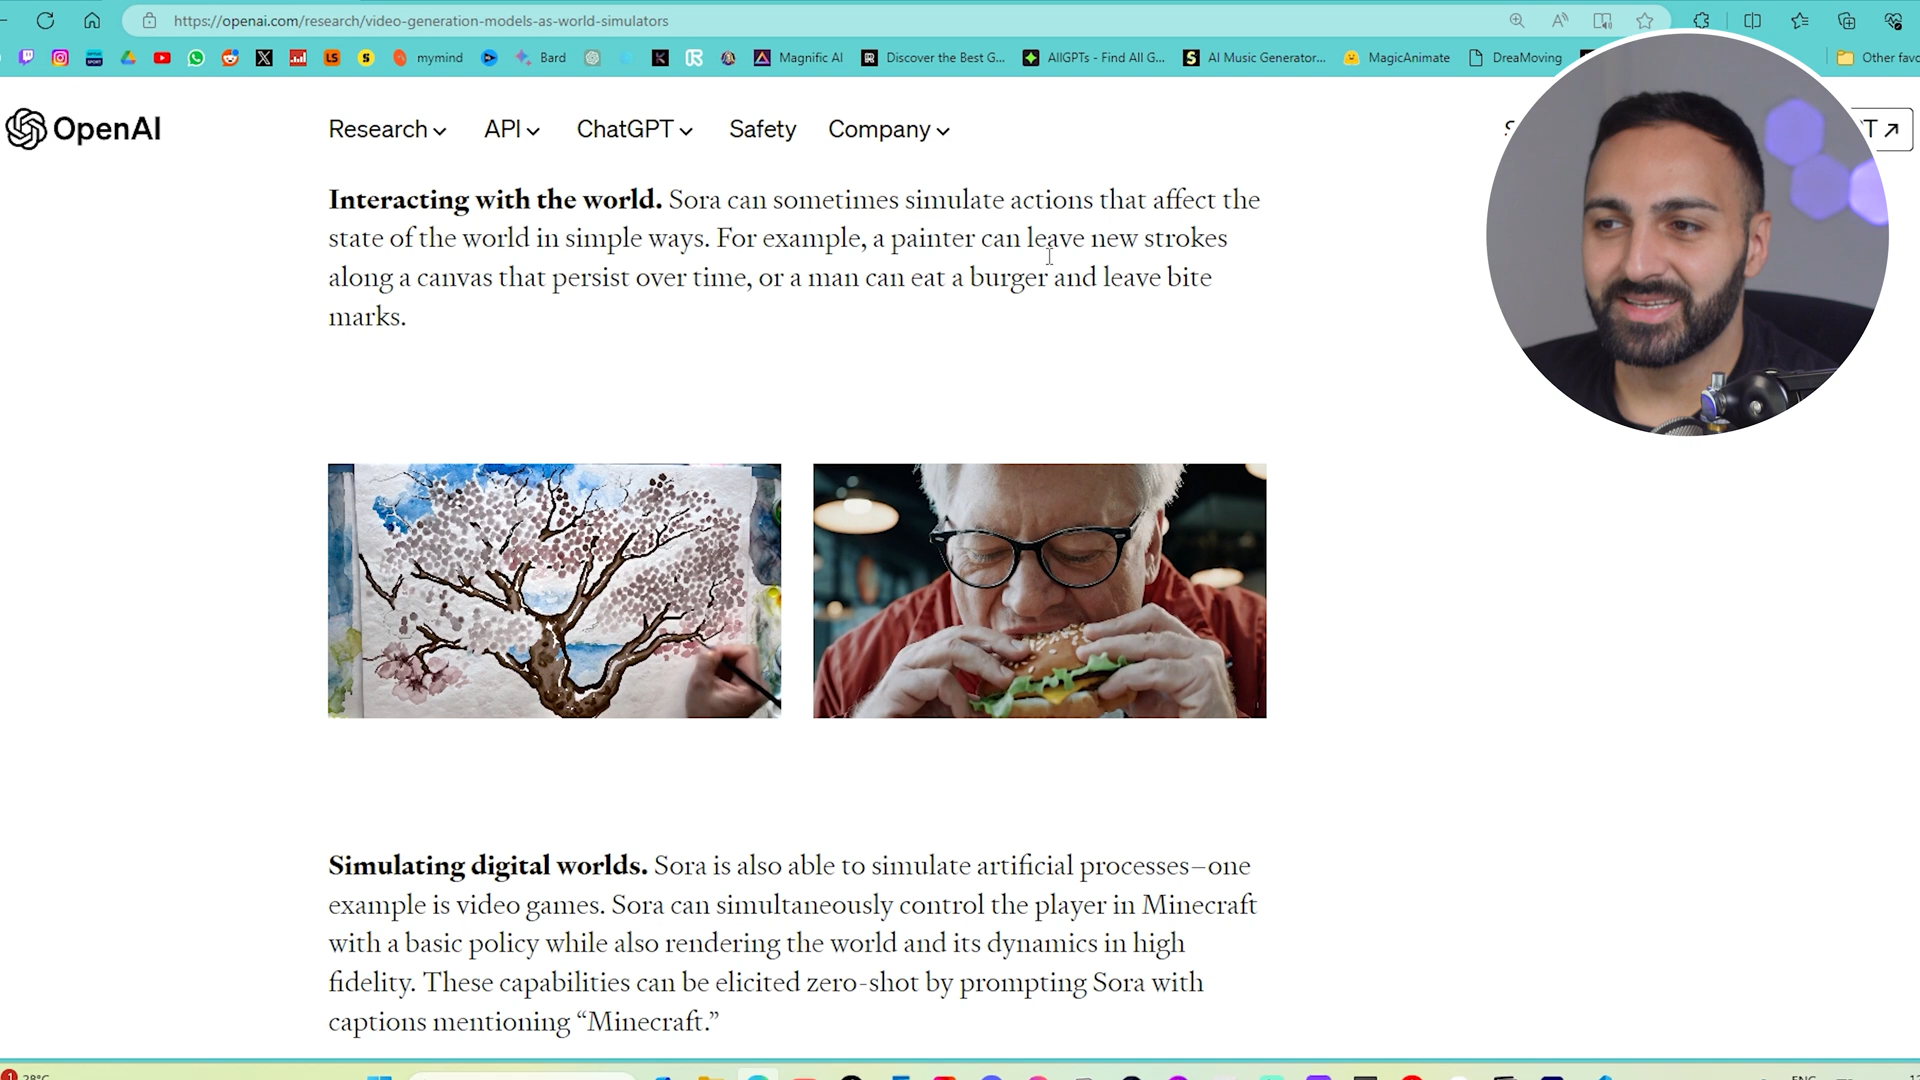 https://openai.com/research/video-generation-models-as-world-simulators
mymind
Bard
Magnific AI
Discover the Best G...
AllGPTs - Find All G...
AI Music Generator...
MagicAnimate
DreaMoving
Other favo
OpenAI
Research
API
ChatGPT
Safety
Company
Interacting with the world. Sora can sometimes simulate actions that affect the
state of the world in simple ways. For example, a painter can leave new strokes
along a canvas that persist over time, or a man can eat a burger and leave bite
marks.
Simulating digital worlds. Sora is also able to simulate artificial processes–one
example is video games. Sora can simultaneously control the player in Minecraft
with a basic policy while also rendering the world and its dynamics in high
fidelity. These capabilities can be elicited zero-shot by prompting Sora with
captions mentioning “Minecraft.”